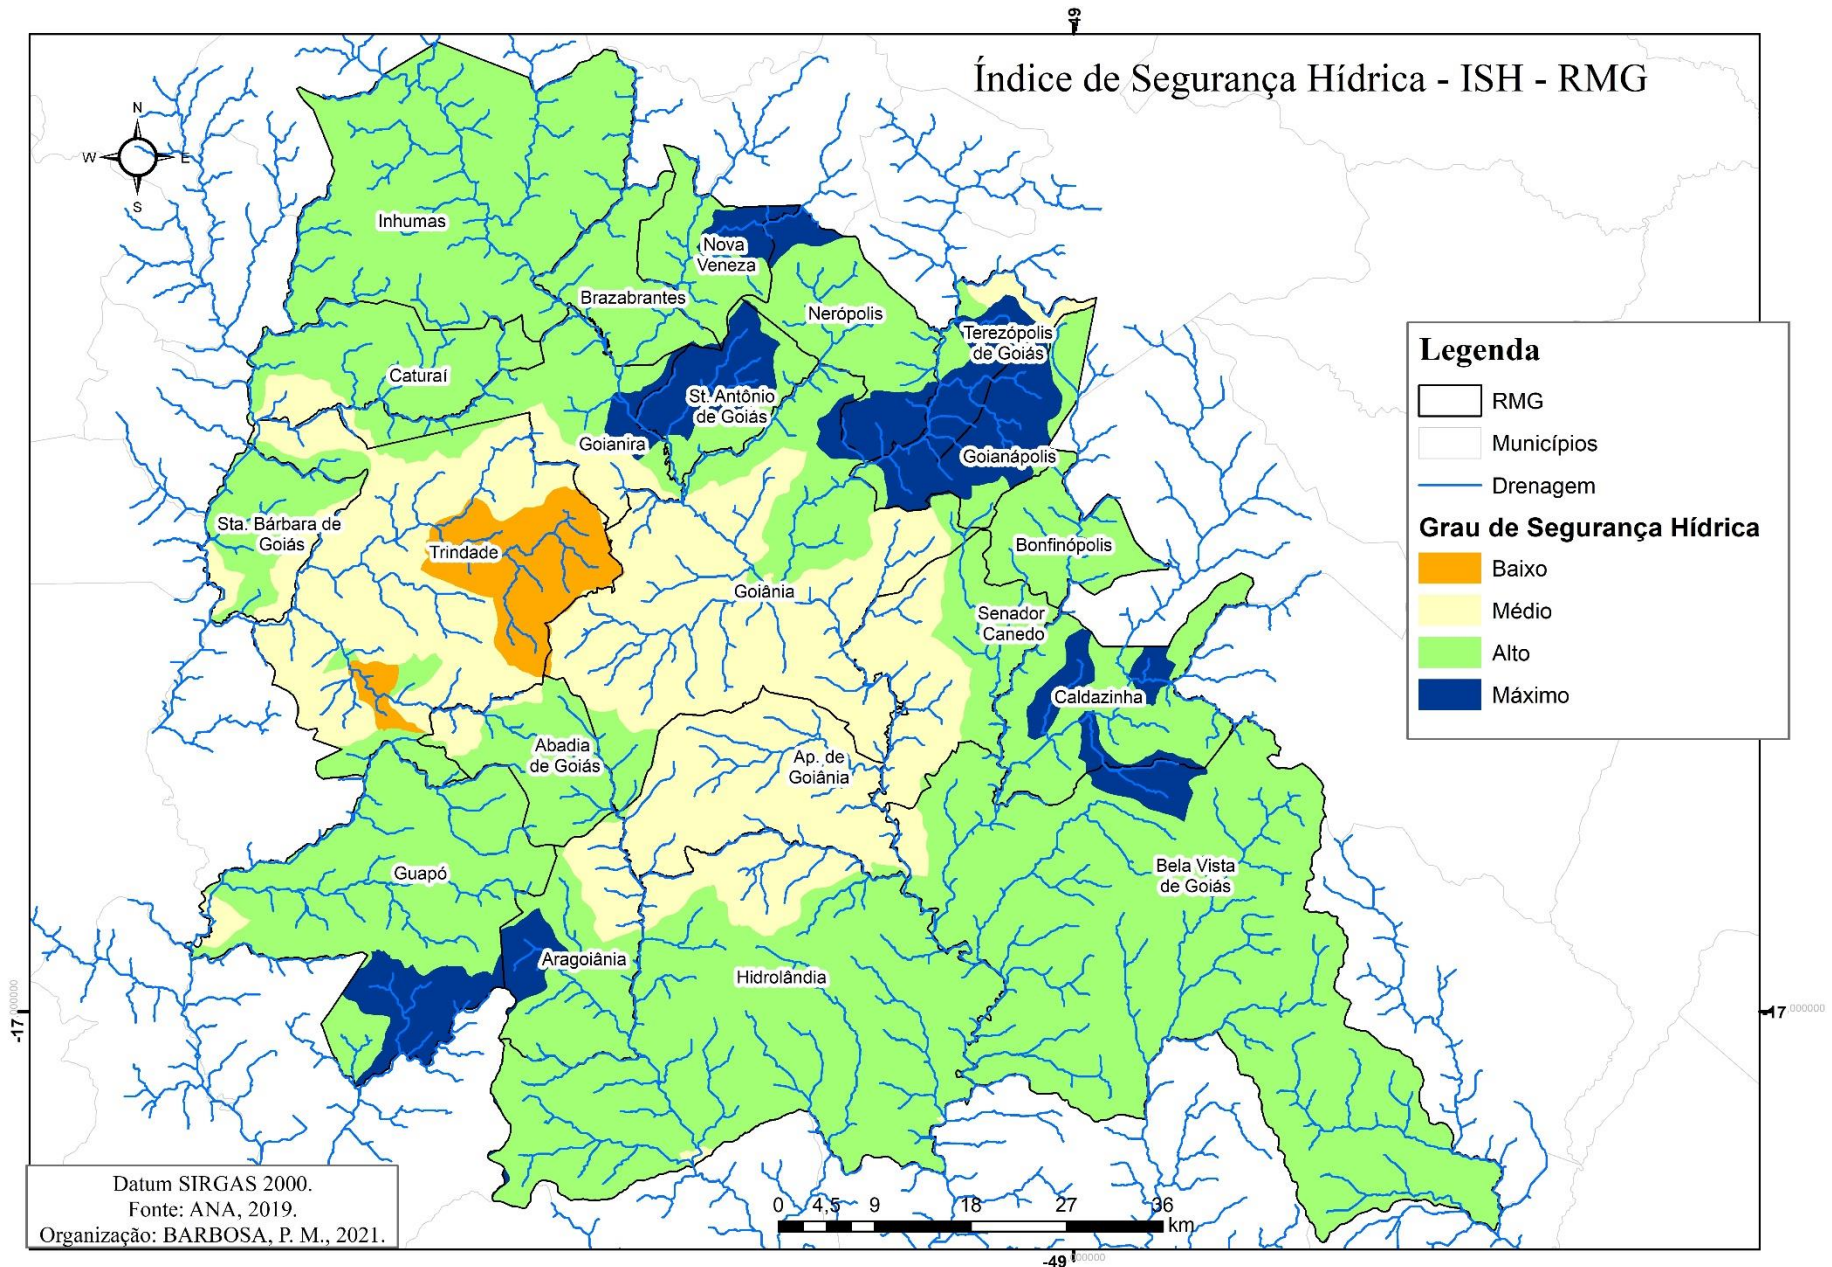 49
Índice de Segurança Hídrica - ISH - RMG
N
W
E
S
Inhumas
Nova
Veneza
Brazabrantes
Nerópolis
Terezópolis
de Goiás
Caturaí
St. Antônio
de Goiás
Goianira
Goianápolis
Sta. Bárbara de
Goiás
Trindade
Bonfinópolis
Goiânia
Senador
Canedo
Caldazinha
Abadia
de Goiás
Ap. de
Goiânia
Guapó
Bela Vista
de Goiás
Aragoiânia
Hidrolândia
Legenda
RMG
Municípios
Drenagem
Grau de Segurança Hídrica
Baixo
Médio
Alto
Máximo
-17,000000
-17,000000
Datum SIRGAS 2000.
Fonte: ANA, 2019.
Organização: BARBOSA, P. M., 2021.
0 4,5 9 18 27 36
km
-49,000000